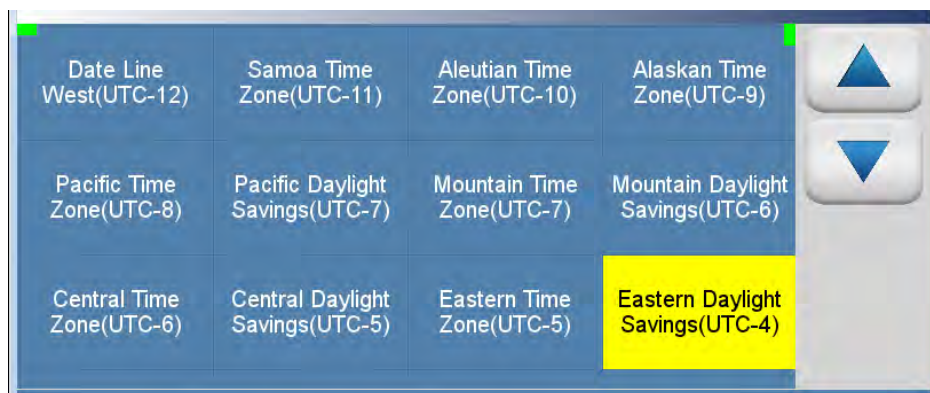 Date Line
West(UTC-12)
Samoa Time
Zone(UTC-11)
Aleutian Time
Zone(UTC-10)
Alaskan Time
Zone(UTC-9)
Pacific Time
Zone(UTC-8)
Pacific Daylight
Savings(UTC-7)
Mountain Time
Zone(UTC-7)
Mountain Daylight
Savings(UTC-6)
Central Time
Zone(UTC-6)
Central Daylight
Savings(UTC-5)
Eastern Time
Zone(UTC-5)
Eastern Daylight
Savings(UTC-4)